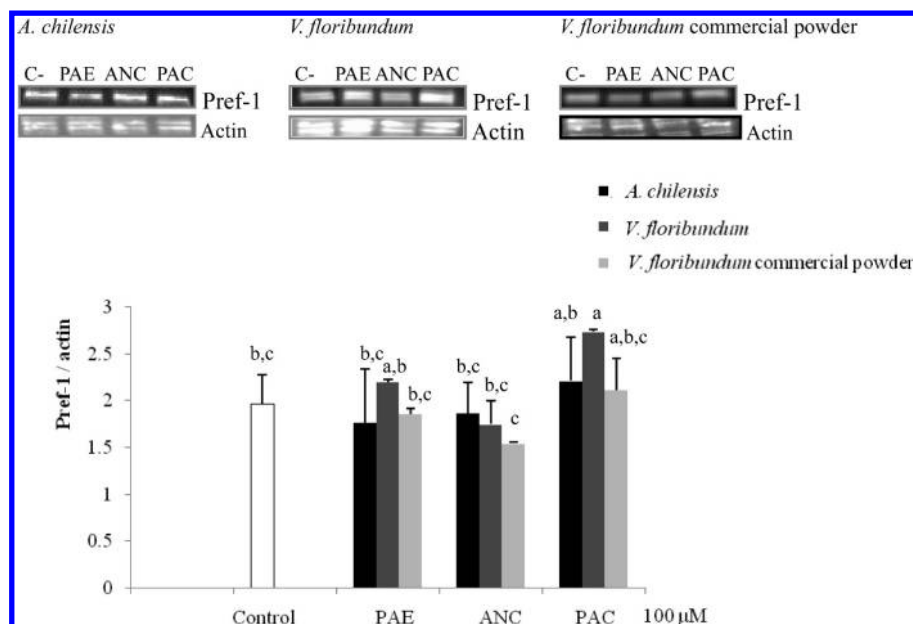 A. chilensis V. floribundum V. floribundum commercial powder
C- PAE ANC PAC C- PAE ANC PAC C- PAE ANC PAC
Pref-1 Pref-1 Pref-1
Actin Actin Actin
A. chilensis
V. floribundum
V. floribundum commercial powder
Pref-1 / actin
3
2.5
2
1.5
1
0.5
0
b,c
b,c a,b b,c
b,c b,c c
a,b a a,b,c
Control PAE ANC PAC 100 µM